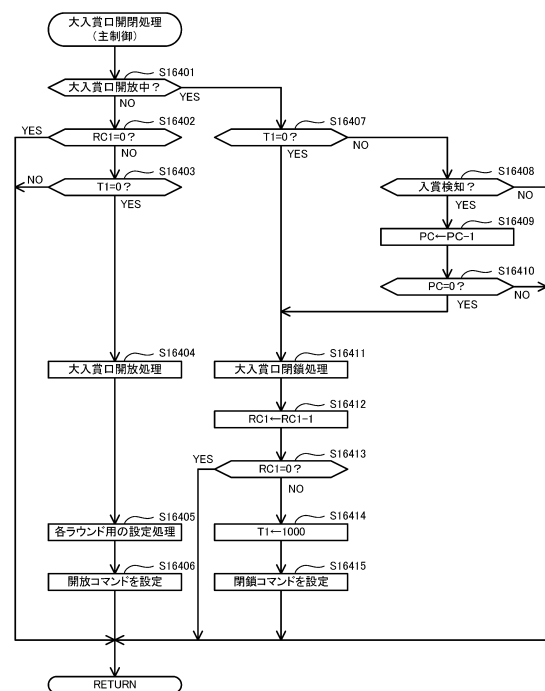 大入賞口開閉処理
(主制御)
S16401
大入賞口開放中？
NO
YES
S16402
YES
RC1=0？
NO
S16403
NO
T1=0？
YES
S16407
T1=0？
NO
YES
S16408
入賞検知？
NO
YES
S16409
PC←PC-1
S16410
PC=0？
NO
YES
S16404
大入賞口開放処理
S16411
大入賞口閉鎖処理
S16412
RC1←RC1-1
S16413
YES
RC1=0？
NO
S16405
各ラウンド用の設定処理
S16414
T1←1000
S16406
開放コマンドを設定
S16415
閉鎖コマンドを設定
RETURN